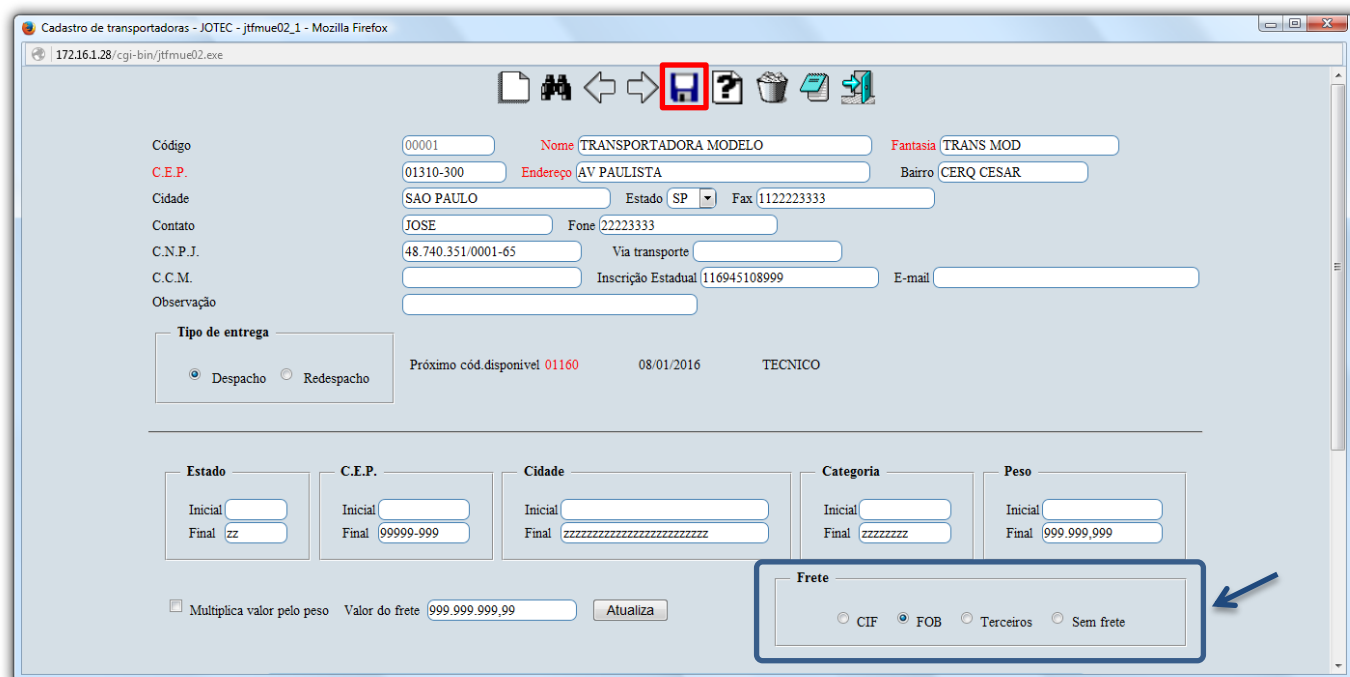 Cadastro de transportadoras - JOTEC - jtfmue02_1 - Mozilla Firefox
172.16.1.28/cgi-bin/jtfmue02.exe
Código 00001 Nome TRANSPORTADORA MODELO Fantasia TRANS MOD
C.E.P. 01310-300 Endereço AV PAULISTA Bairro CERQ CESAR
Cidade SAO PAULO Estado SP Fax 1122223333
Contato JOSE Fone 22223333
C.N.P.J. 48.740.351/0001-65 Via transporte
C.C.M. Inscrição Estadual 116945108999 E-mail
Observação
Tipo de entrega
Despacho Redespacho Próximo cód.disponivel 01160 08/01/2016 TECNICO
Estado C.E.P. Cidade Categoria Peso
Inicial Inicial Inicial Inicial Inicial
Final zz Final 99999-999 Final zzzzzzzzzzzzzzzzzzzzzzzzz Final zzzzzzzz Final 999.999,999
Frete
Multiplica valor pelo peso Valor do frete 999.999.999,99 Atualiza CIF FOB Terceiros Sem frete